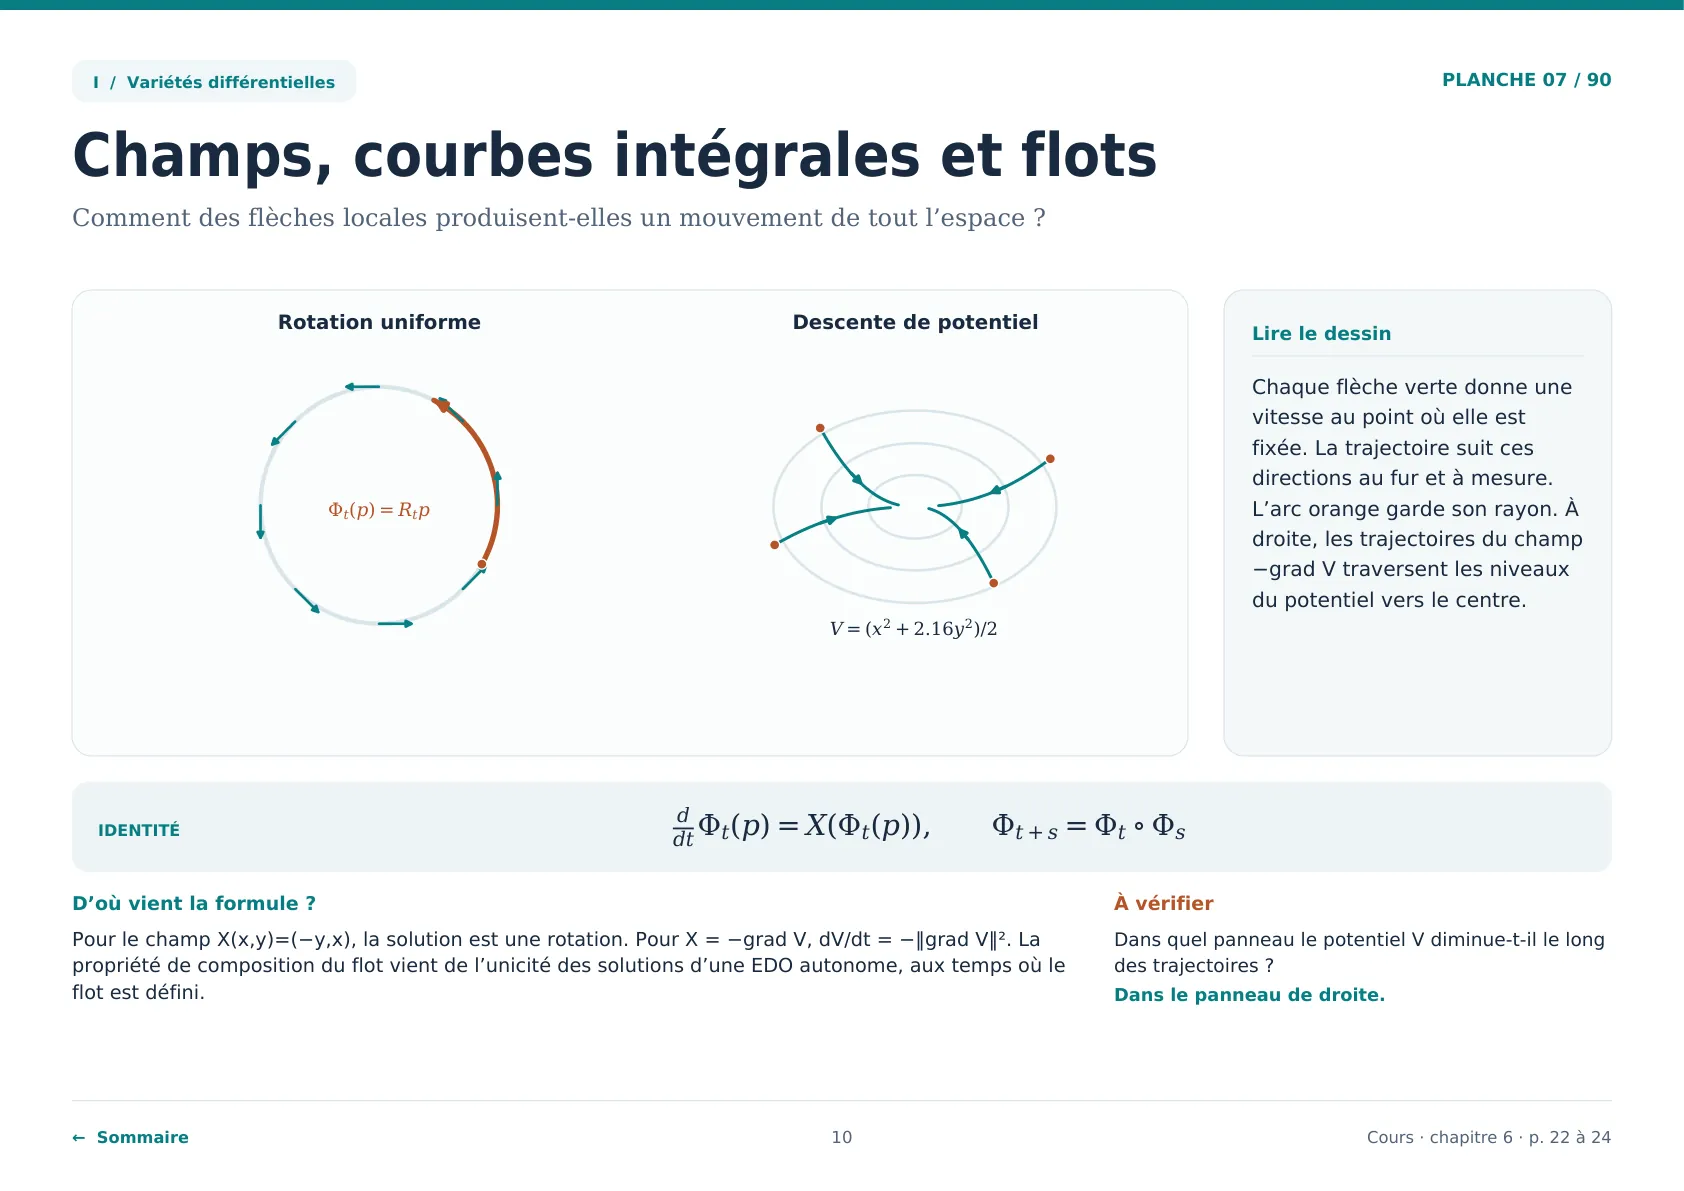 I / Variétés différentielles
PLANCHE 07 / 90
Champs, courbes intégrales et flots
Comment des flèches locales produisent-elles un mouvement de tout l’espace ?
Rotation uniforme
Φₜ(p) = Rₜp
Descente de potentiel
V = (x² + 2.16y²)/2
Lire le dessin
Chaque flèche verte donne une
vitesse au point où elle est
fixée. La trajectoire suit ces
directions au fur et à mesure.
L’arc orange garde son rayon. À
droite, les trajectoires du champ
−grad V traversent les niveaux
du potentiel vers le centre.
IDENTITÉ
d/dt Φₜ(p) = X(Φₜ(p)), Φₜ₊ₛ = Φₜ ∘ Φₛ
D’où vient la formule ?
Pour le champ X(x,y)=(−y,x), la solution est une rotation. Pour X = −grad V, dV/dt = −‖grad V‖². La
propriété de composition du flot vient de l’unicité des solutions d’une EDO autonome, aux temps où le
flot est défini.
À vérifier
Dans quel panneau le potentiel V diminue-t-il le long
des trajectoires ?
Dans le panneau de droite.
← Sommaire
10
Cours · chapitre 6 · p. 22 à 24